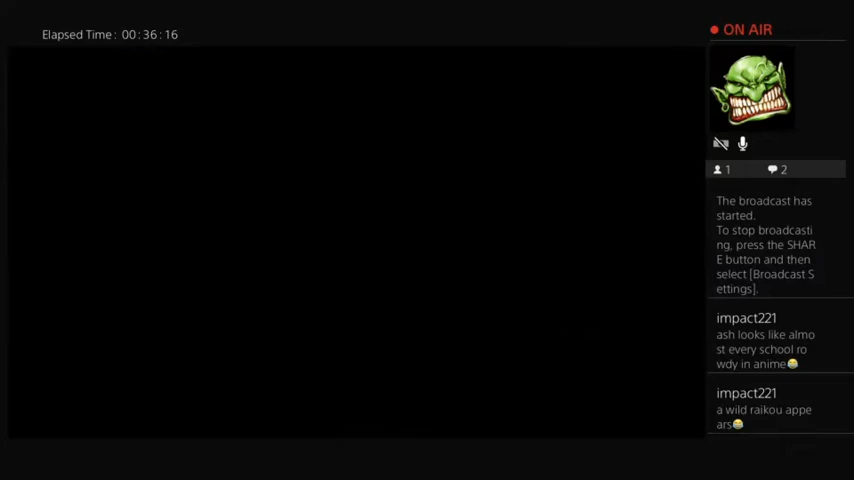 Elapsed Time: 00:36:16
ON AIR
1 2
The broadcast has
started.
To stop broadcasti
ng, press the SHAR
E button and then
select [Broadcast S
ettings].
impact221
ash looks like almo
st every school ro
wdy in anime😂
impact221
a wild raikou appe
ars😂